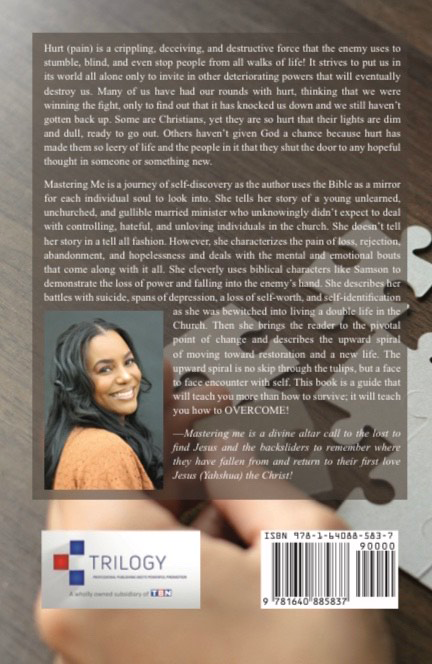 Hurt (pain) is a crippling, deceiving, and destructive force that the enemy uses to
stumble, blind, and even stop people from all walks of life! It strives to put us in
its world all alone only to invite in other deteriorating powers that will eventually
destroy us. Many of us have had our rounds with hurt, thinking that we were
winning the fight, only to find out that it has knocked us down and we still haven't
gotten back up. Some are Christians, yet they are so hurt that their lights are dim
and dull, ready to go out. Others haven't given God a chance because hurt has
made them so leery of life and the people in it that they shut the door to any hopeful
thought in someone or something new.
Mastering Me is a journey of self-discovery as the author uses the Bible as a mirror
for each individual soul to look into. She tells her story of a young unlearned,
unchurched, and gullible married minister who unknowingly didn't expect to deal
with controlling, hateful, and unloving individuals in the church. She doesn't tell
her story in a tell all fashion. However, she characterizes the pain of loss, rejection,
abandonment, and hopelessness and deals with the mental and emotional bouts
that come along with it all. She cleverly uses biblical characters like Samson to
demonstrate the loss of power and falling into the enemy's hand. She describes her
battles with suicide, spans of depression, a loss of self-worth, and self-identification
as she was bewitched into living a double life in the
Church. Then she brings the reader to the pivotal
point of change and describes the upward spiral
of moving toward restoration and a new life. The
upward spiral is no skip through the tulips, but a face
to face encounter with self. This book is a guide that
will teach you more than how to survive; it will teach
you how to OVERCOME!
—Mastering me is a divine altar call to the lost to
find Jesus and the backsliders to remember where
they have fallen from and return to their first love
Jesus (Yahshua) the Christ!
TRILOGY
PROFESSIONAL PUBLISHING MEETS POWERFUL PROMOTION
A wholly owned subsidiary of TBN
ISBN 978-1-64088-583-7
90000
9 781640 885837